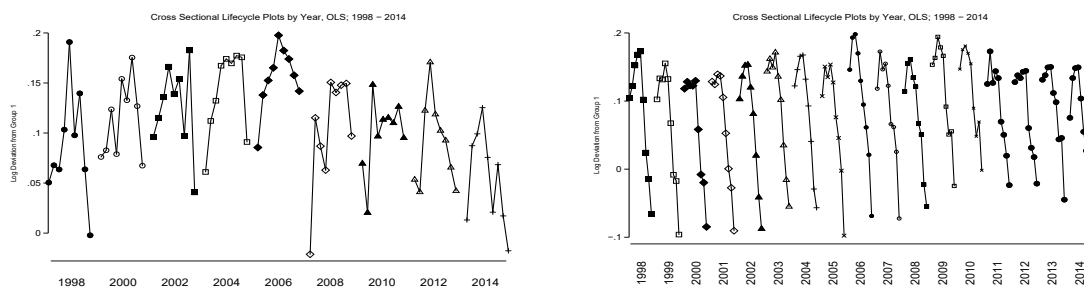 Cross Sectional Lifecycle Plots by Year, OLS; 1998 − 2014
Log Deviation from Group 1
.2
.15
.1
.05
0
1998 2000 2002 2004 2006 2008 2010 2012 2014
Cross Sectional Lifecycle Plots by Year, OLS; 1998 − 2014
Log Deviation from Group 1
.2
.1
0
−.1
1998 1999 2000 2001 2002 2003 2004 2005 2006 2007 2008 2009 2010 2011 2012 2013 2014